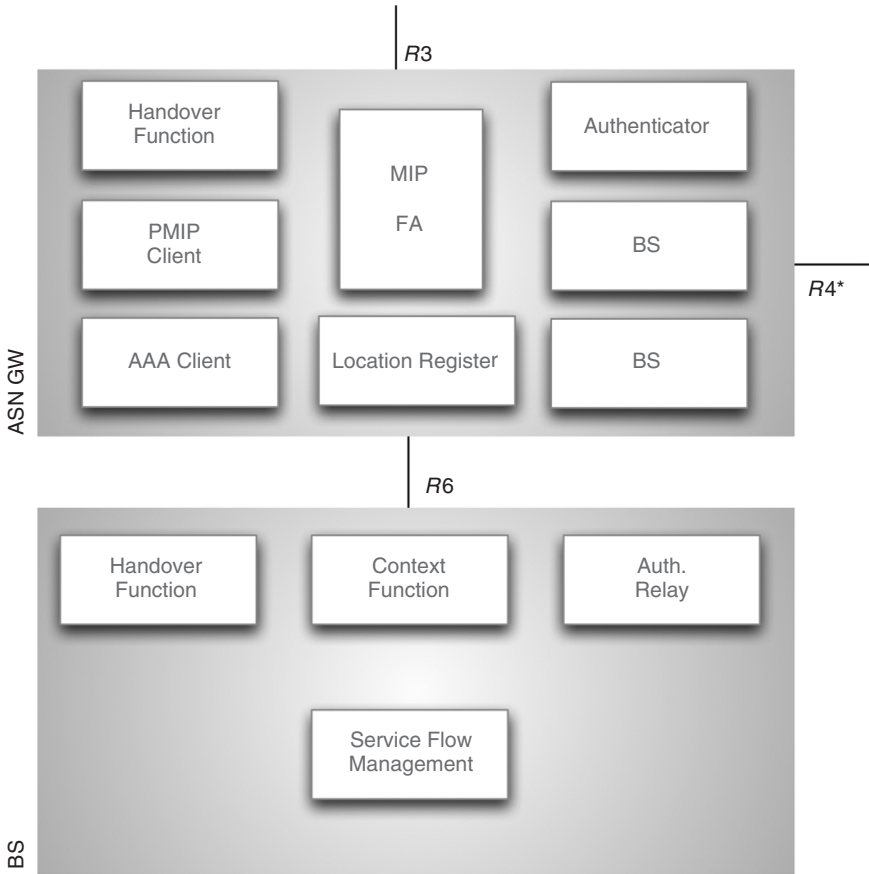 R3
Handover
Function
MIP
FA
Authenticator
PMIP
Client
BS
R4*
AAA Client
Location Register
BS
ASN GW
R6
Handover
Function
Context
Function
Auth.
Relay
Service Flow
Management
BS